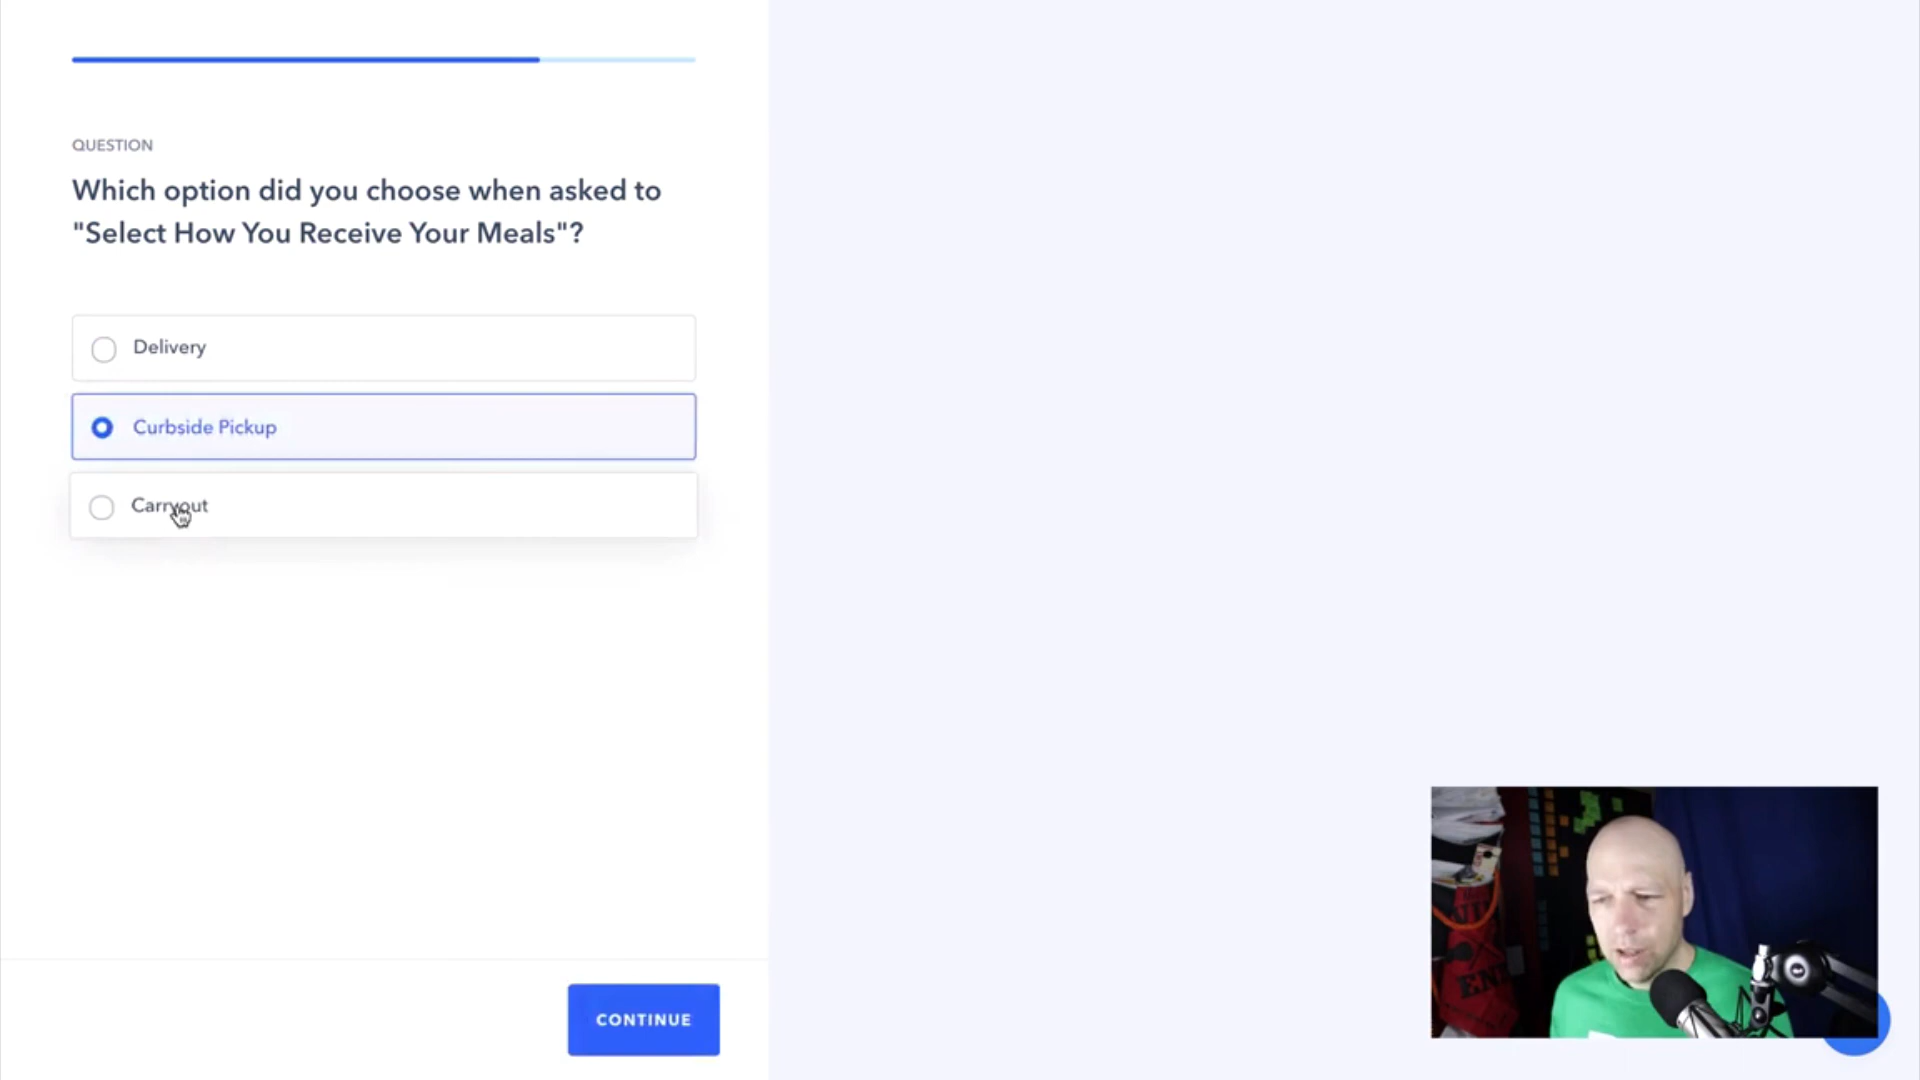 QUESTION
Which option did you choose when asked to
"Select How You Receive Your Meals"?
Delivery
Curbside Pickup
Carryout
CONTINUE